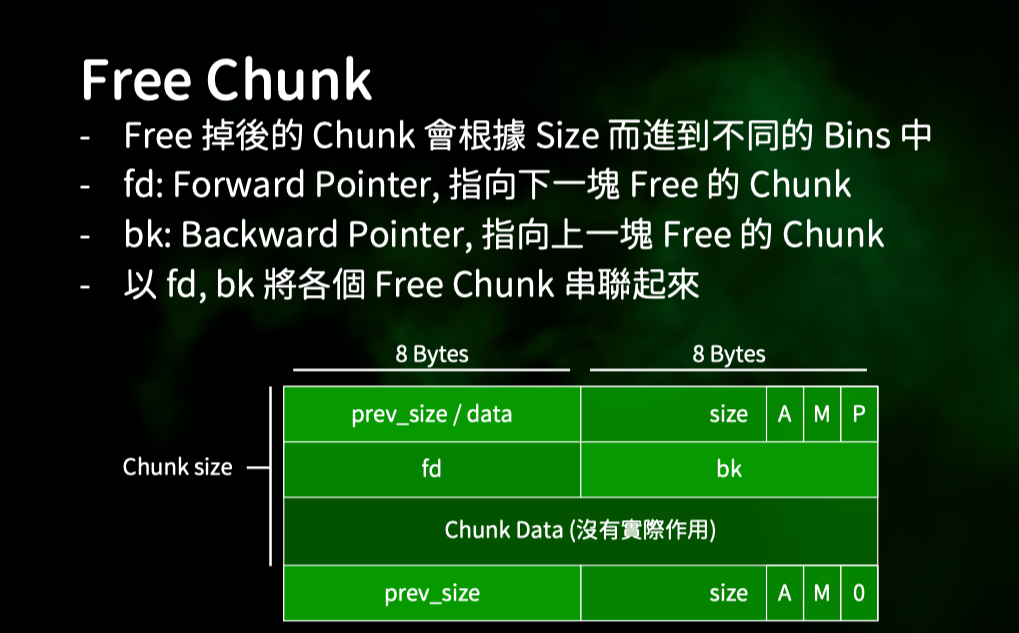 Free Chunk
- Free 掉後的 Chunk 會根據 Size 而進到不同的 Bins 中
- fd: Forward Pointer, 指向下一塊 Free 的 Chunk
- bk: Backward Pointer, 指向上一塊 Free 的 Chunk
- 以 fd, bk 將各個 Free Chunk 串聯起來
8 Bytes 8 Bytes
prev_size / data size A M P
Chunk size fd bk
Chunk Data (沒有實際作用)
prev_size size A M 0